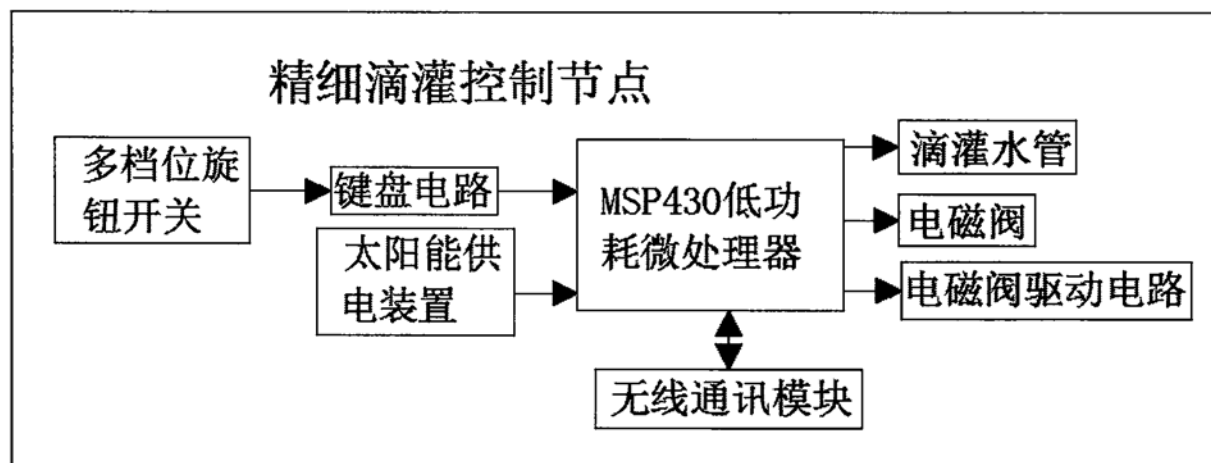 精细滴灌控制节点
多档位旋
钮开关
键盘电路
太阳能供
电装置
MSP430低功
耗微处理器
滴灌水管
电磁阀
电磁阀驱动电路
无线通讯模块